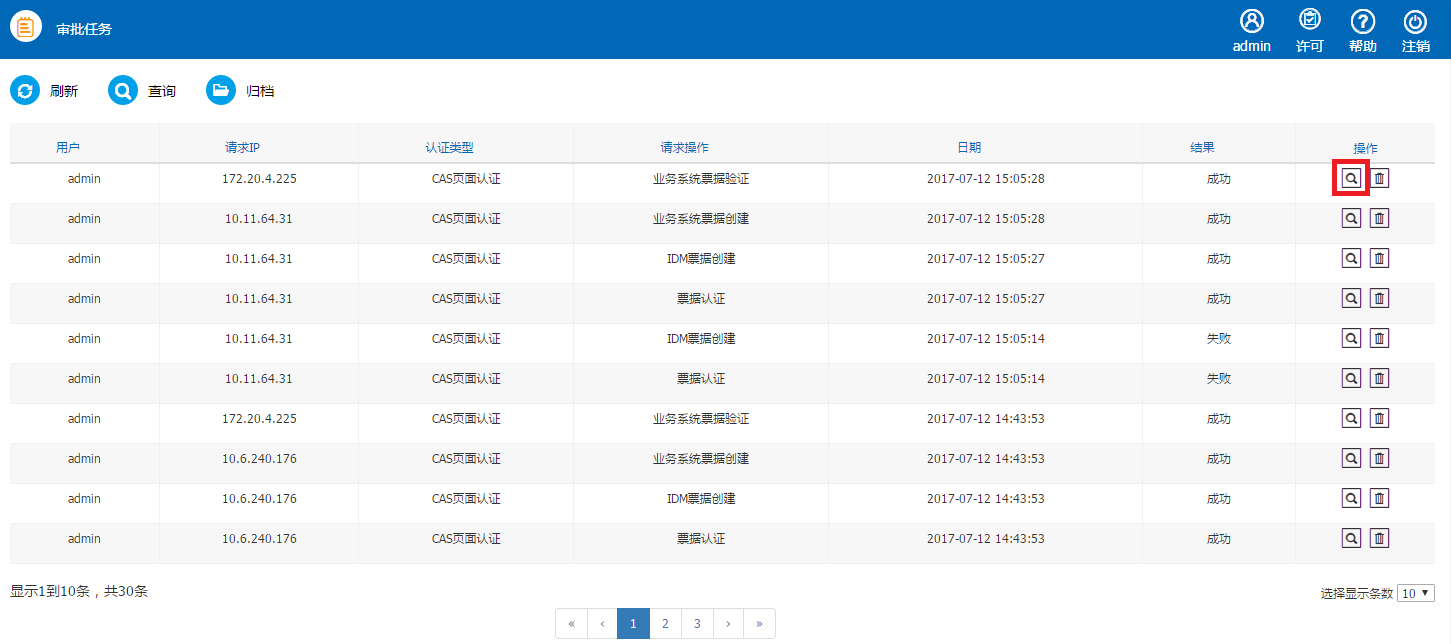 审批任务
admin 许可 帮助 注销
刷新 查询 归档
用户 请求IP 认证类型 请求操作 日期 结果 操作
admin 172.20.4.225 CAS页面认证 业务系统票据验证 2017-07-12 15:05:28 成功
admin 10.11.64.31 CAS页面认证 业务系统票据创建 2017-07-12 15:05:28 成功
admin 10.11.64.31 CAS页面认证 IDM票据创建 2017-07-12 15:05:27 成功
admin 10.11.64.31 CAS页面认证 票据认证 2017-07-12 15:05:27 成功
admin 10.11.64.31 CAS页面认证 IDM票据创建 2017-07-12 15:05:14 失败
admin 10.11.64.31 CAS页面认证 票据认证 2017-07-12 15:05:14 失败
admin 172.20.4.225 CAS页面认证 业务系统票据验证 2017-07-12 14:43:53 成功
admin 10.6.240.176 CAS页面认证 业务系统票据创建 2017-07-12 14:43:53 成功
admin 10.6.240.176 CAS页面认证 IDM票据创建 2017-07-12 14:43:53 成功
admin 10.6.240.176 CAS页面认证 票据认证 2017-07-12 14:43:53 成功
显示1到10条，共30条 选择显示条数 10
« ‹ 1 2 3 › »